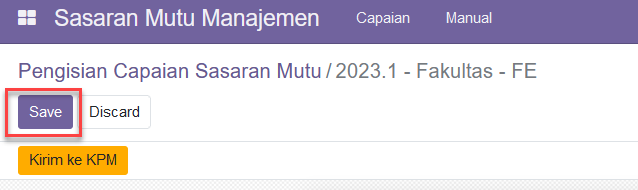 Sasaran Mutu Manajemen Capaian Manual
Pengisian Capaian Sasaran Mutu / 2023.1 - Fakultas - FE
Save Discard
Kirim ke KPM